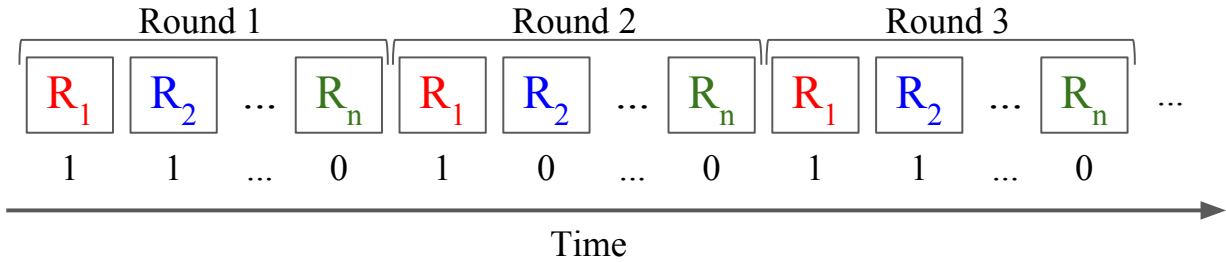 Round 1 Round 2 Round 3
R1 R2 ... Rn R1 R2 ... Rn R1 R2 ... Rn ...
1 1 ... 0 1 0 ... 0 1 1 ... 0
Time